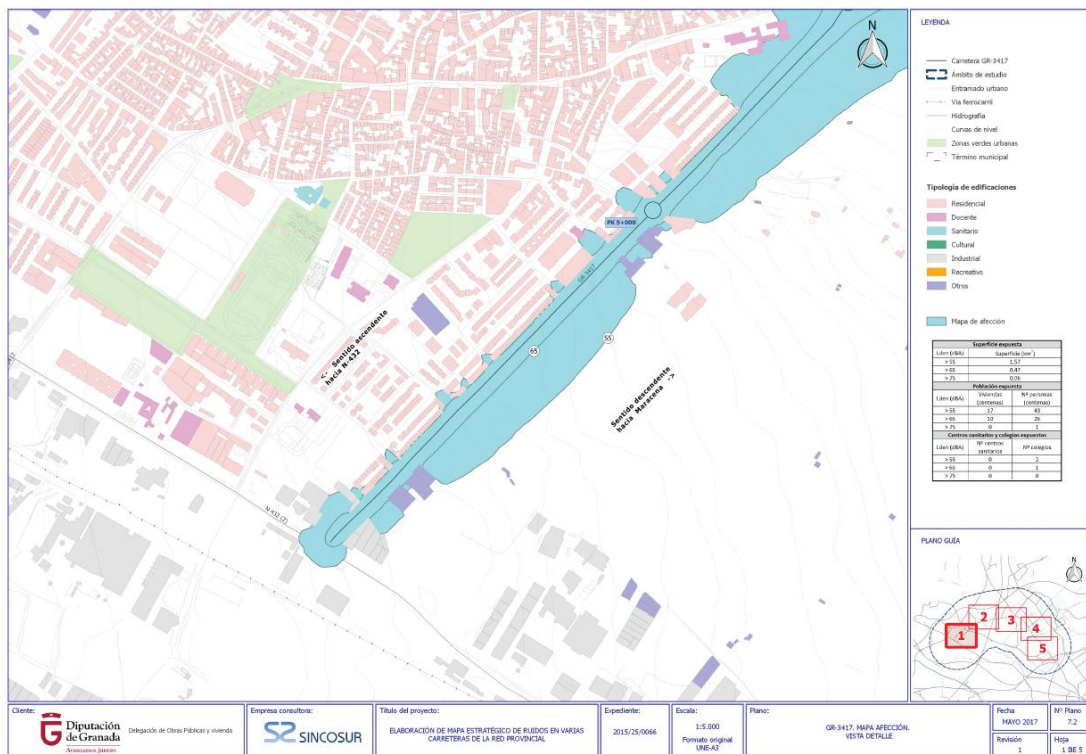 LEYENDA
Carretera GR-3417
Ámbito de estudio
Entramado urbano
Vía ferrocarril
Hidrografía
Curvas de nivel
Zonas verdes urbanas
Término municipal
Tipología de edificaciones
Residencial
Docente
Sanitario
Cultural
Industrial
Recreativo
Otros
Mapa de afección
Superficie expuesta
Lden (dBA) Superficie (km²)
> 55 1,57
> 65 0,47
> 75 0,06
Población expuesta
Lden (dBA) Viviendas (centenas) Nº personas (centenas)
> 55 17 43
> 65 10 26
> 75 0 1
Centros sanitarios y colegios expuestos
Lden (dBA) Nº centros sanitarios Nº colegios
> 55 0 2
> 65 0 1
> 75 0 0
PLANO GUÍA
N
1
2
3
4
5
N
PK 5+000
GR-3417
65
55
<- Sentido ascendente
hacia N-432
Sentido descendente
hacia Maracena ->
N-432 (2)
Cliente:
Diputación
de Granada
Avanzamos juntos
Delegación de Obras Públicas y vivienda
Empresa consultora:
SINCOSUR
Título del proyecto:
ELABORACIÓN DE MAPA ESTRATÉGICO DE RUIDOS EN VARIAS
CARRETERAS DE LA RED PROVINCIAL
Expediente:
2015/25/0066
Escala:
1:5.000
Formato original
UNE-A3
Plano:
GR-3417. MAPA AFECCIÓN.
VISTA DETALLE
Fecha
MAYO 2017
Nº Plano
7.2
Revisión
1
Hoja
1 DE 5